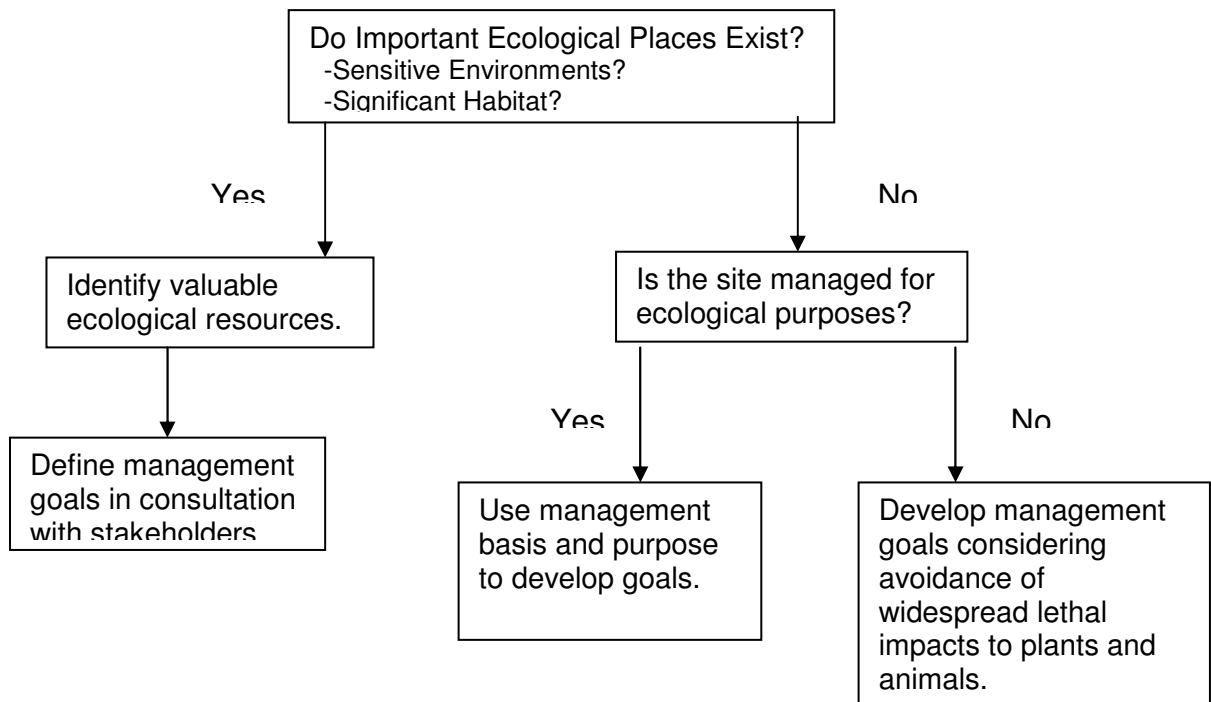 Do Important Ecological Places Exist?
-Sensitive Environments?
-Significant Habitat?
Yes
No
Identify valuable
ecological resources.
Is the site managed for
ecological purposes?
Yes
No
Define management
goals in consultation
with stakeholders
Use management
basis and purpose
to develop goals.
Develop management
goals considering
avoidance of
widespread lethal
impacts to plants and
animals.